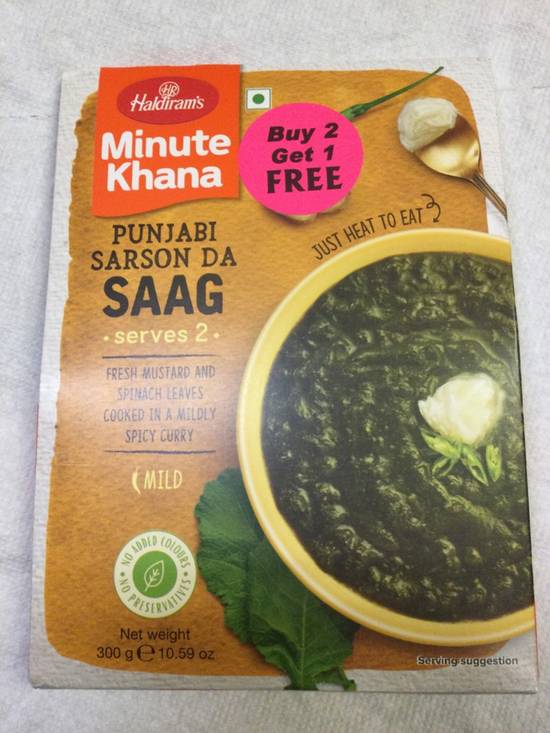 HR
Haldiram's
Minute
Khana
Buy 2
Get 1
FREE
PUNJABI
SARSON DA
SAAG
• serves 2 •
FRESH MUSTARD AND
SPINACH LEAVES
COOKED IN A MILDLY
SPICY CURRY
MILD
JUST HEAT TO EAT
NO ADDED COLOURS
• NO PRESERVATIVES •
Net weight
300 g ℮ 10.59 oz
Serving suggestion